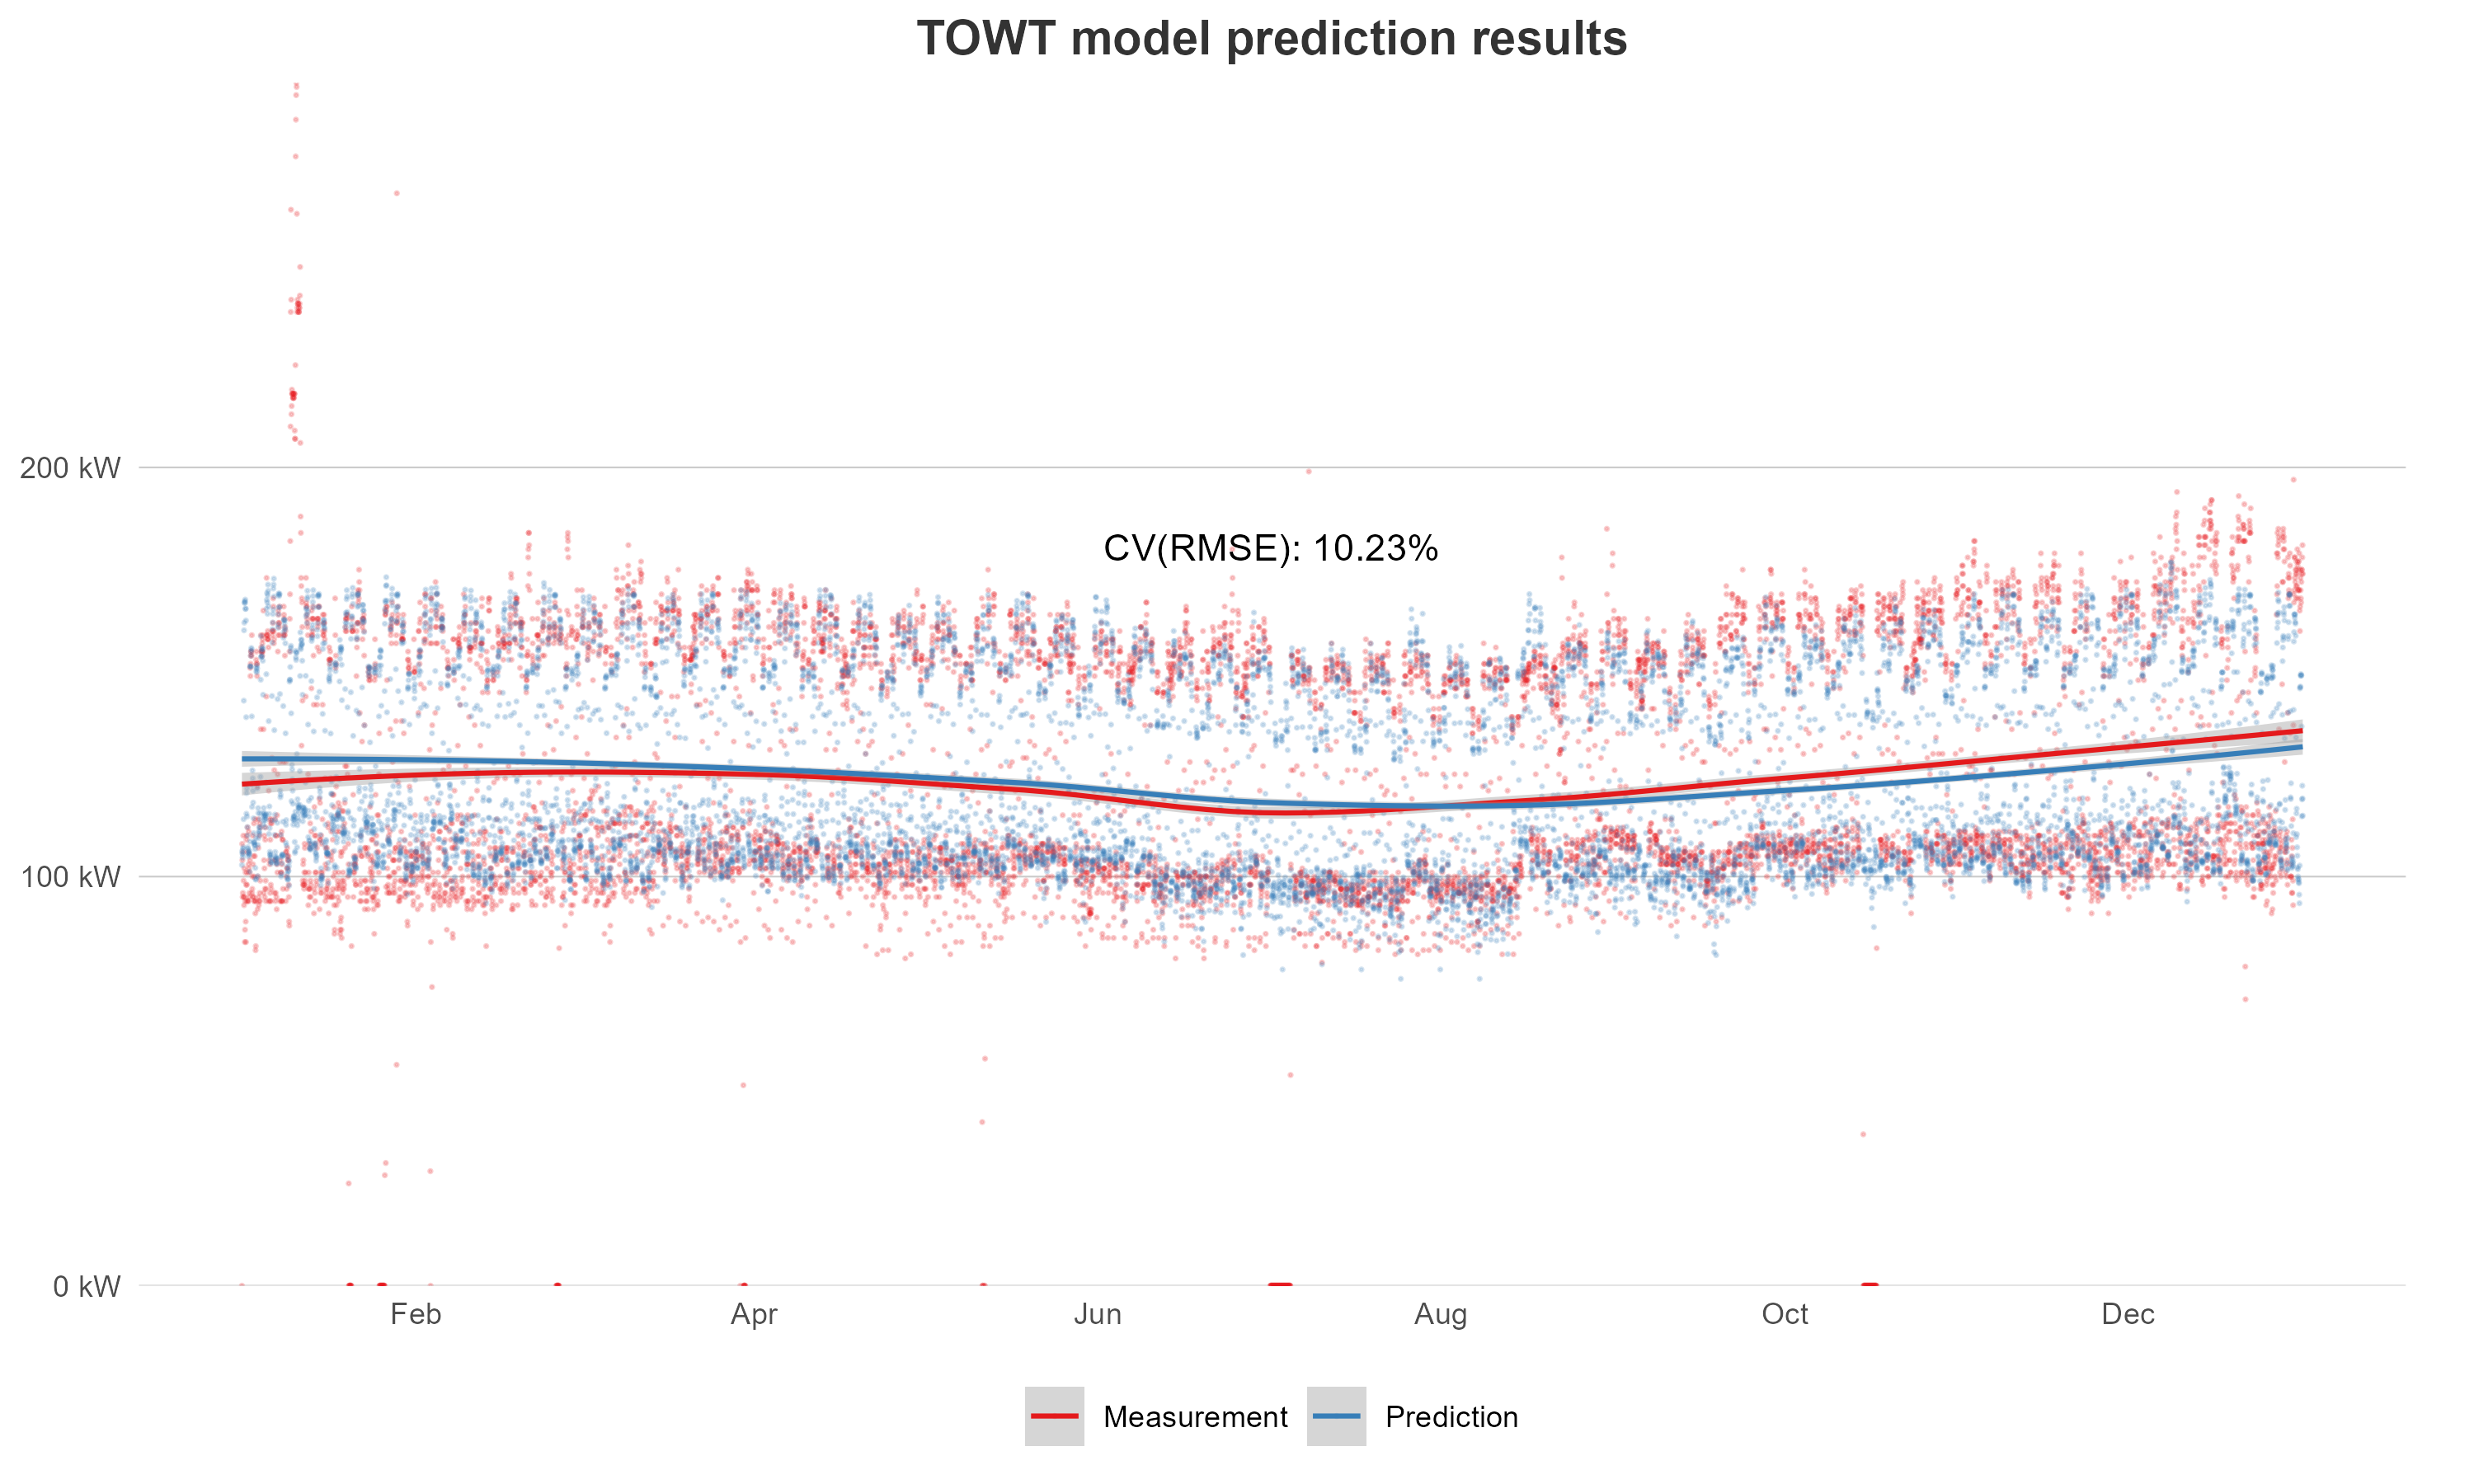 TOWT model prediction results
200 kW
CV(RMSE): 10.23%
100 kW
0 kW
Feb Apr Jun Aug Oct Dec
Measurement Prediction